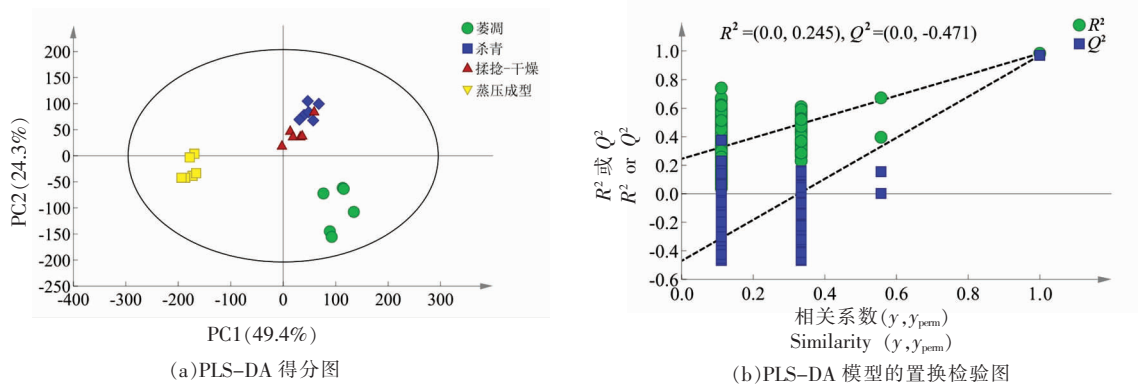 萎凋
杀青
揉捻-干燥
蒸压成型
200
150
100
50
0
-50
-100
-150
-200
-250
-400
-300
-200
-100
0
100
200
300
PC2(24.3%)
PC1(49.4%)
(a)PLS-DA 得分图
R²=(0.0, 0.245), Q²=(0.0, -0.471)
R²
Q²
1.0
0.8
0.6
0.4
0.2
0.0
-0.2
-0.4
-0.6
0.0
0.2
0.4
0.6
0.8
1.0
R² 或 Q²
R² or Q²
相关系数(y,yperm)
Similarity (y,yperm)
(b)PLS-DA 模型的置换检验图